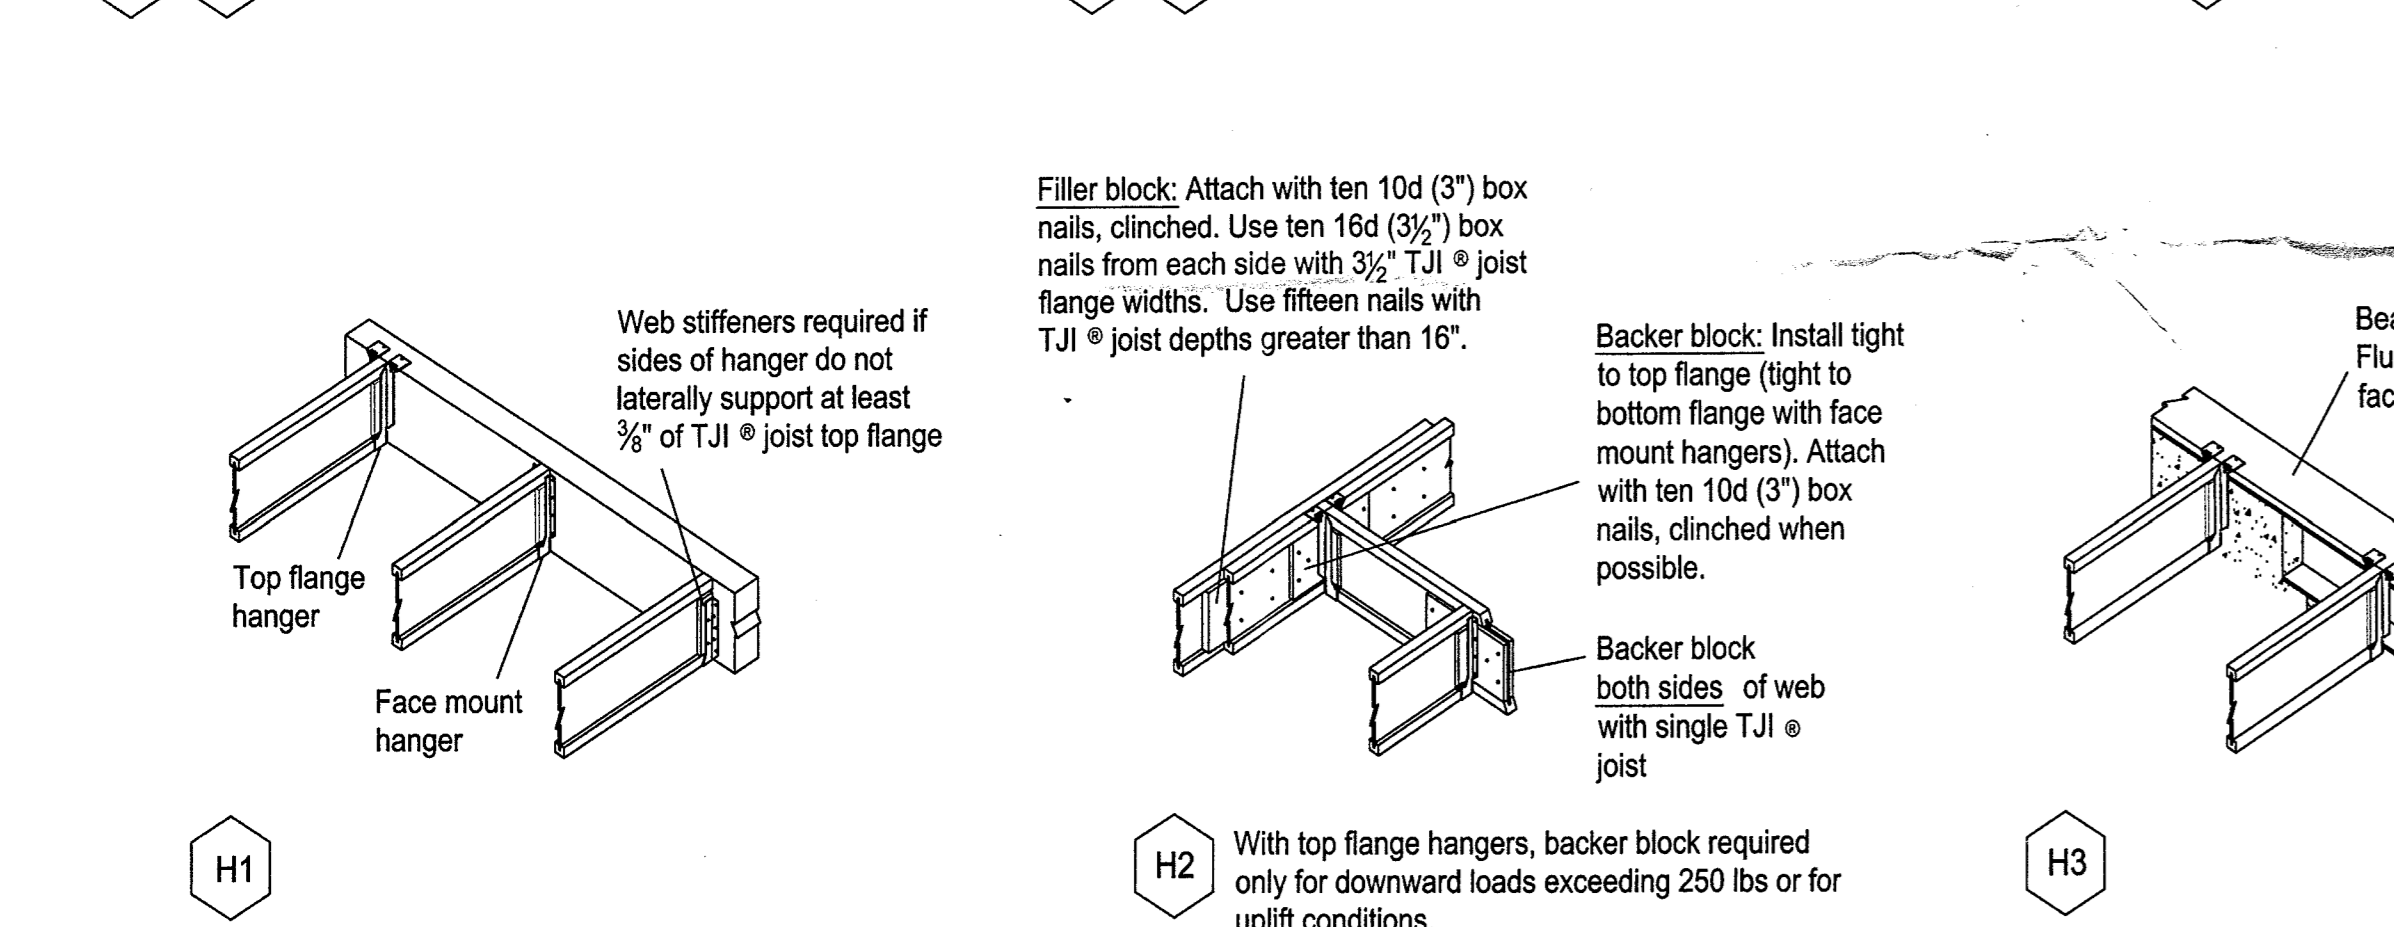 Filler block: Attach with ten 10d (3") box
nails, clinched. Use ten 16d (3½") box
nails from each side with 3½" TJI ® joist
flange widths. Use fifteen nails with
TJI ® joist depths greater than 16".
Web stiffeners required if
sides of hanger do not
laterally support at least
⅜" of TJI ® joist top flange
Top flange
hanger
Face mount
hanger
Backer block: Install tight
to top flange (tight to
bottom flange with face
mount hangers). Attach
with ten 10d (3") box
nails, clinched when
possible.
Backer block
both sides of web
with single TJI ®
joist
H1
H2
With top flange hangers, backer block required
only for downward loads exceeding 250 lbs or for
uplift conditions
H3